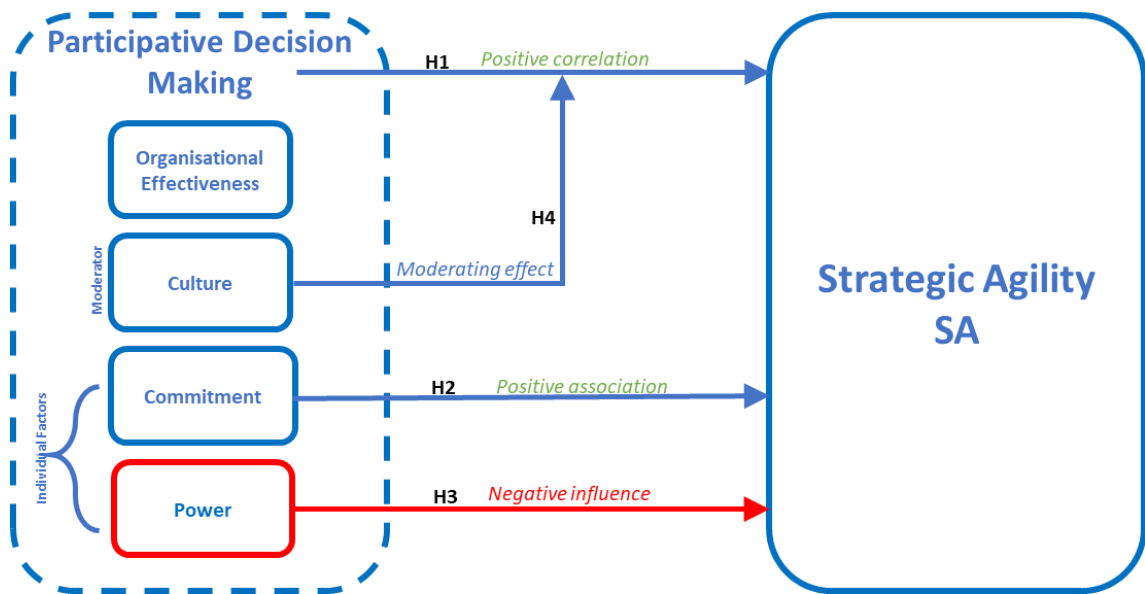 Participative Decision
Making
H1
Positive correlation
Organisational
Effectiveness
H4
Moderator
Culture
Moderating effect
Strategic Agility
SA
Individual Factors
Commitment
H2
Positive association
Power
H3
Negative influence